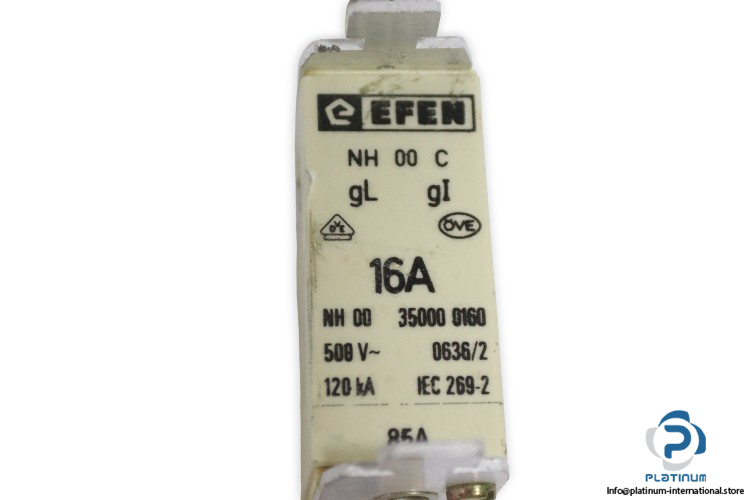 EFEN
NH 00 C
gL gI
ÖVE
16A
NH 00 35000 0160
500 V~ 0636/2
120 kA IEC 269-2
85A
PLATINUM
Info@platinum-international.store